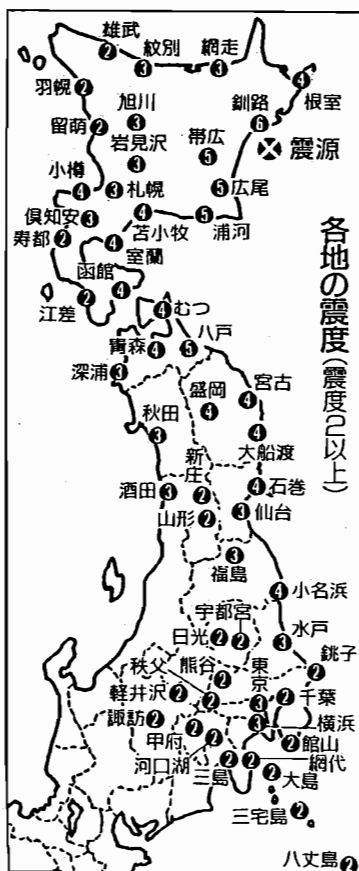 各地の震度(震度2以上)
雄武 2
紋別 3
網走 3
根室 4
羽幌 2
旭川 3
釧路 6
震源
留萌 2
岩見沢 3
帯広 5
小樽 4
札幌 3
広尾 5
倶知安 3
苫小牧 4
浦河 5
寿都 2
室蘭 4
函館 4
江差 2
むつ 4
青森 4
八戸 5
深浦 3
盛岡 4
宮古 4
秋田 3
大船渡 4
新庄 2
石巻 4
酒田 3
山形 2
仙台 3
福島 3
小名浜 4
宇都宮 2
日光 2
水戸 3
銚子 2
秩父 2
熊谷 2
東京 3
千葉 2
軽井沢 2
横浜 3
諏訪 2
甲府 2
館山 2
河口湖 2
三島 2
網代 2
大島 2
三宅島 2
八丈島 2